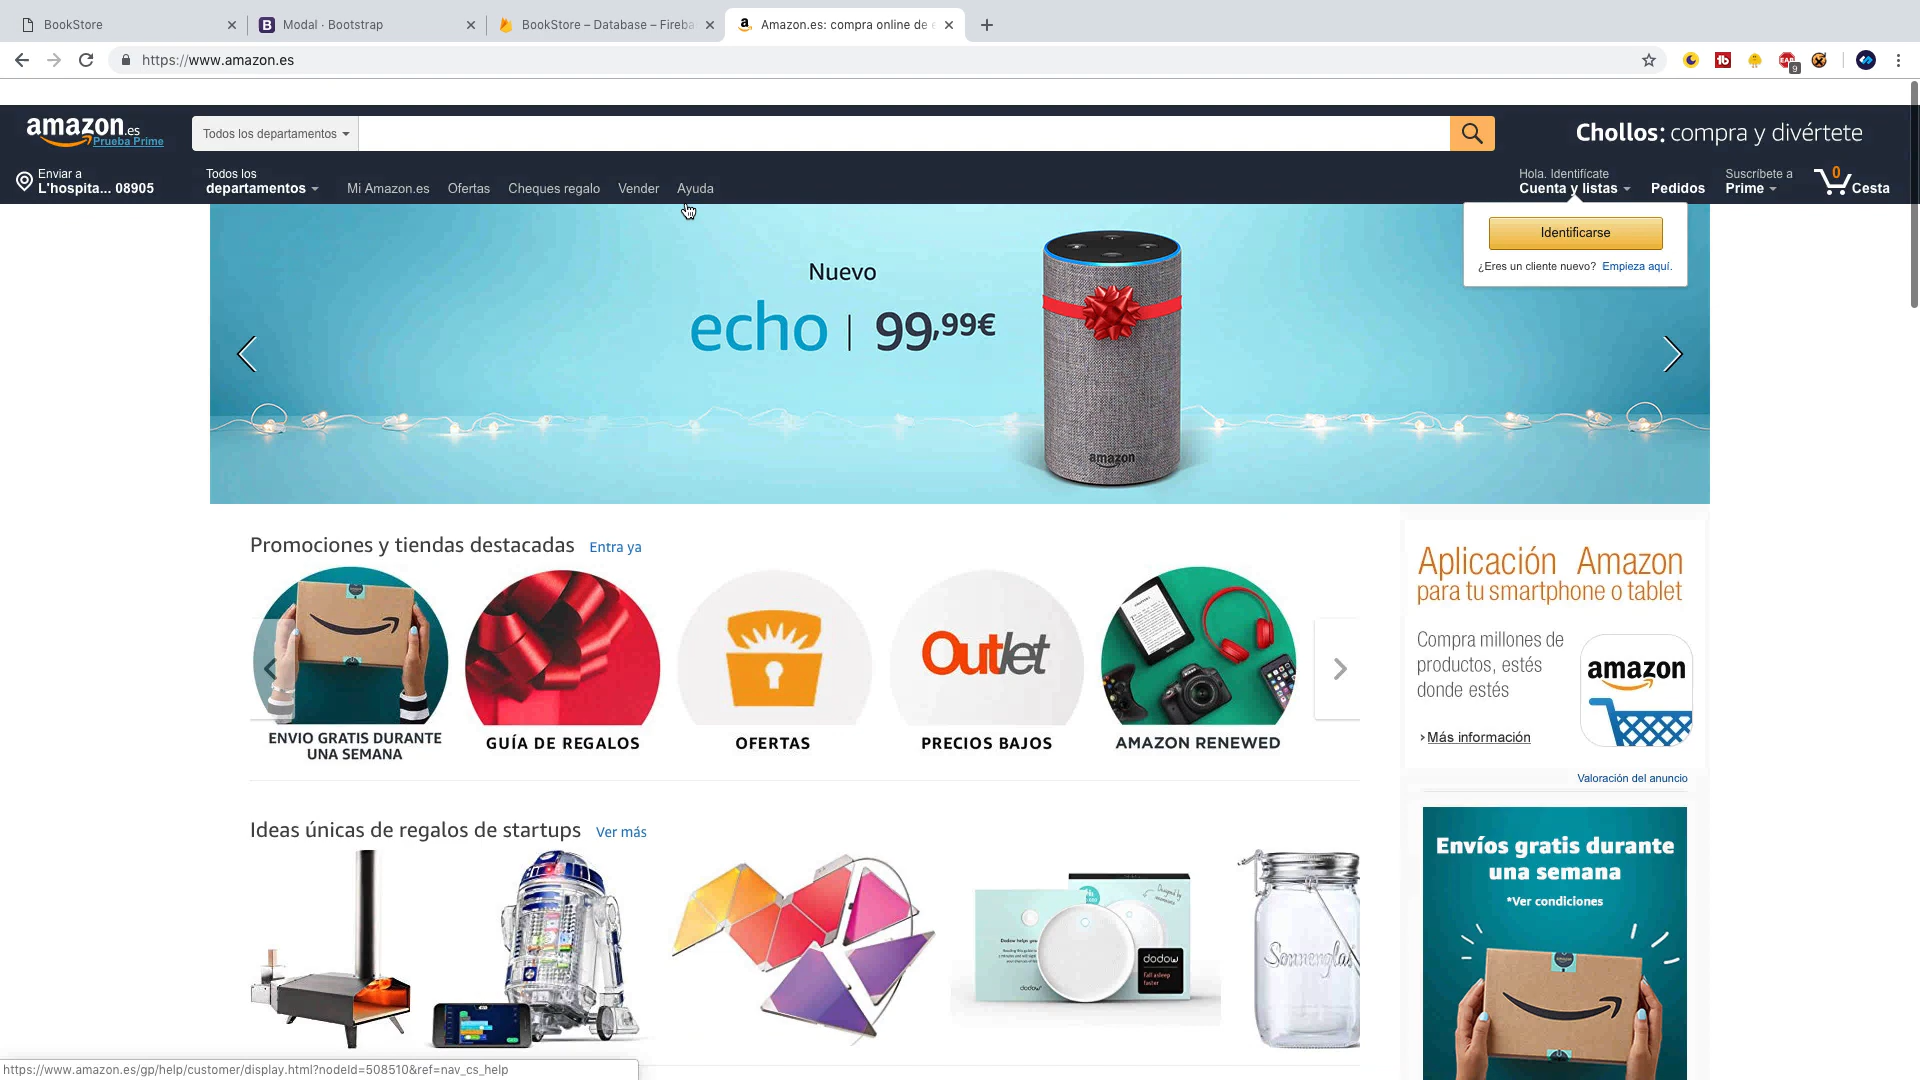 BookStore
Modal · Bootstrap
BookStore – Database – Fireba
Amazon.es: compra online de e
https://www.amazon.es
9
amazon.es
Prueba Prime
Todos los departamentos
Chollos: compra y diviértete
Enviar a
L'hospita... 08905
Todos los
departamentos
Mi Amazon.es
Ofertas
Cheques regalo
Vender
Ayuda
Hola. Identifícate
Cuenta y listas
Pedidos
Suscríbete a
Prime
0
Cesta
Identificarse
¿Eres un cliente nuevo? Empieza aquí.
Nuevo
echo | 99,99€
amazon
Promociones y tiendas destacadas Entra ya
Outlet
ENVIO GRATIS DURANTE
UNA SEMANA
GUÍA DE REGALOS
OFERTAS
PRECIOS BAJOS
AMAZON RENEWED
Aplicación Amazon
para tu smartphone o tablet
Compra millones de
productos, estés
donde estés
amazon
Más información
Valoración del anuncio
Ideas únicas de regalos de startups Ver más
dodow
fall asleep
faster
dodow
Sonnenglas
Envíos gratis durante
una semana
*Ver condiciones
https://www.amazon.es/gp/help/customer/display.html?nodeId=508510&ref=nav_cs_help